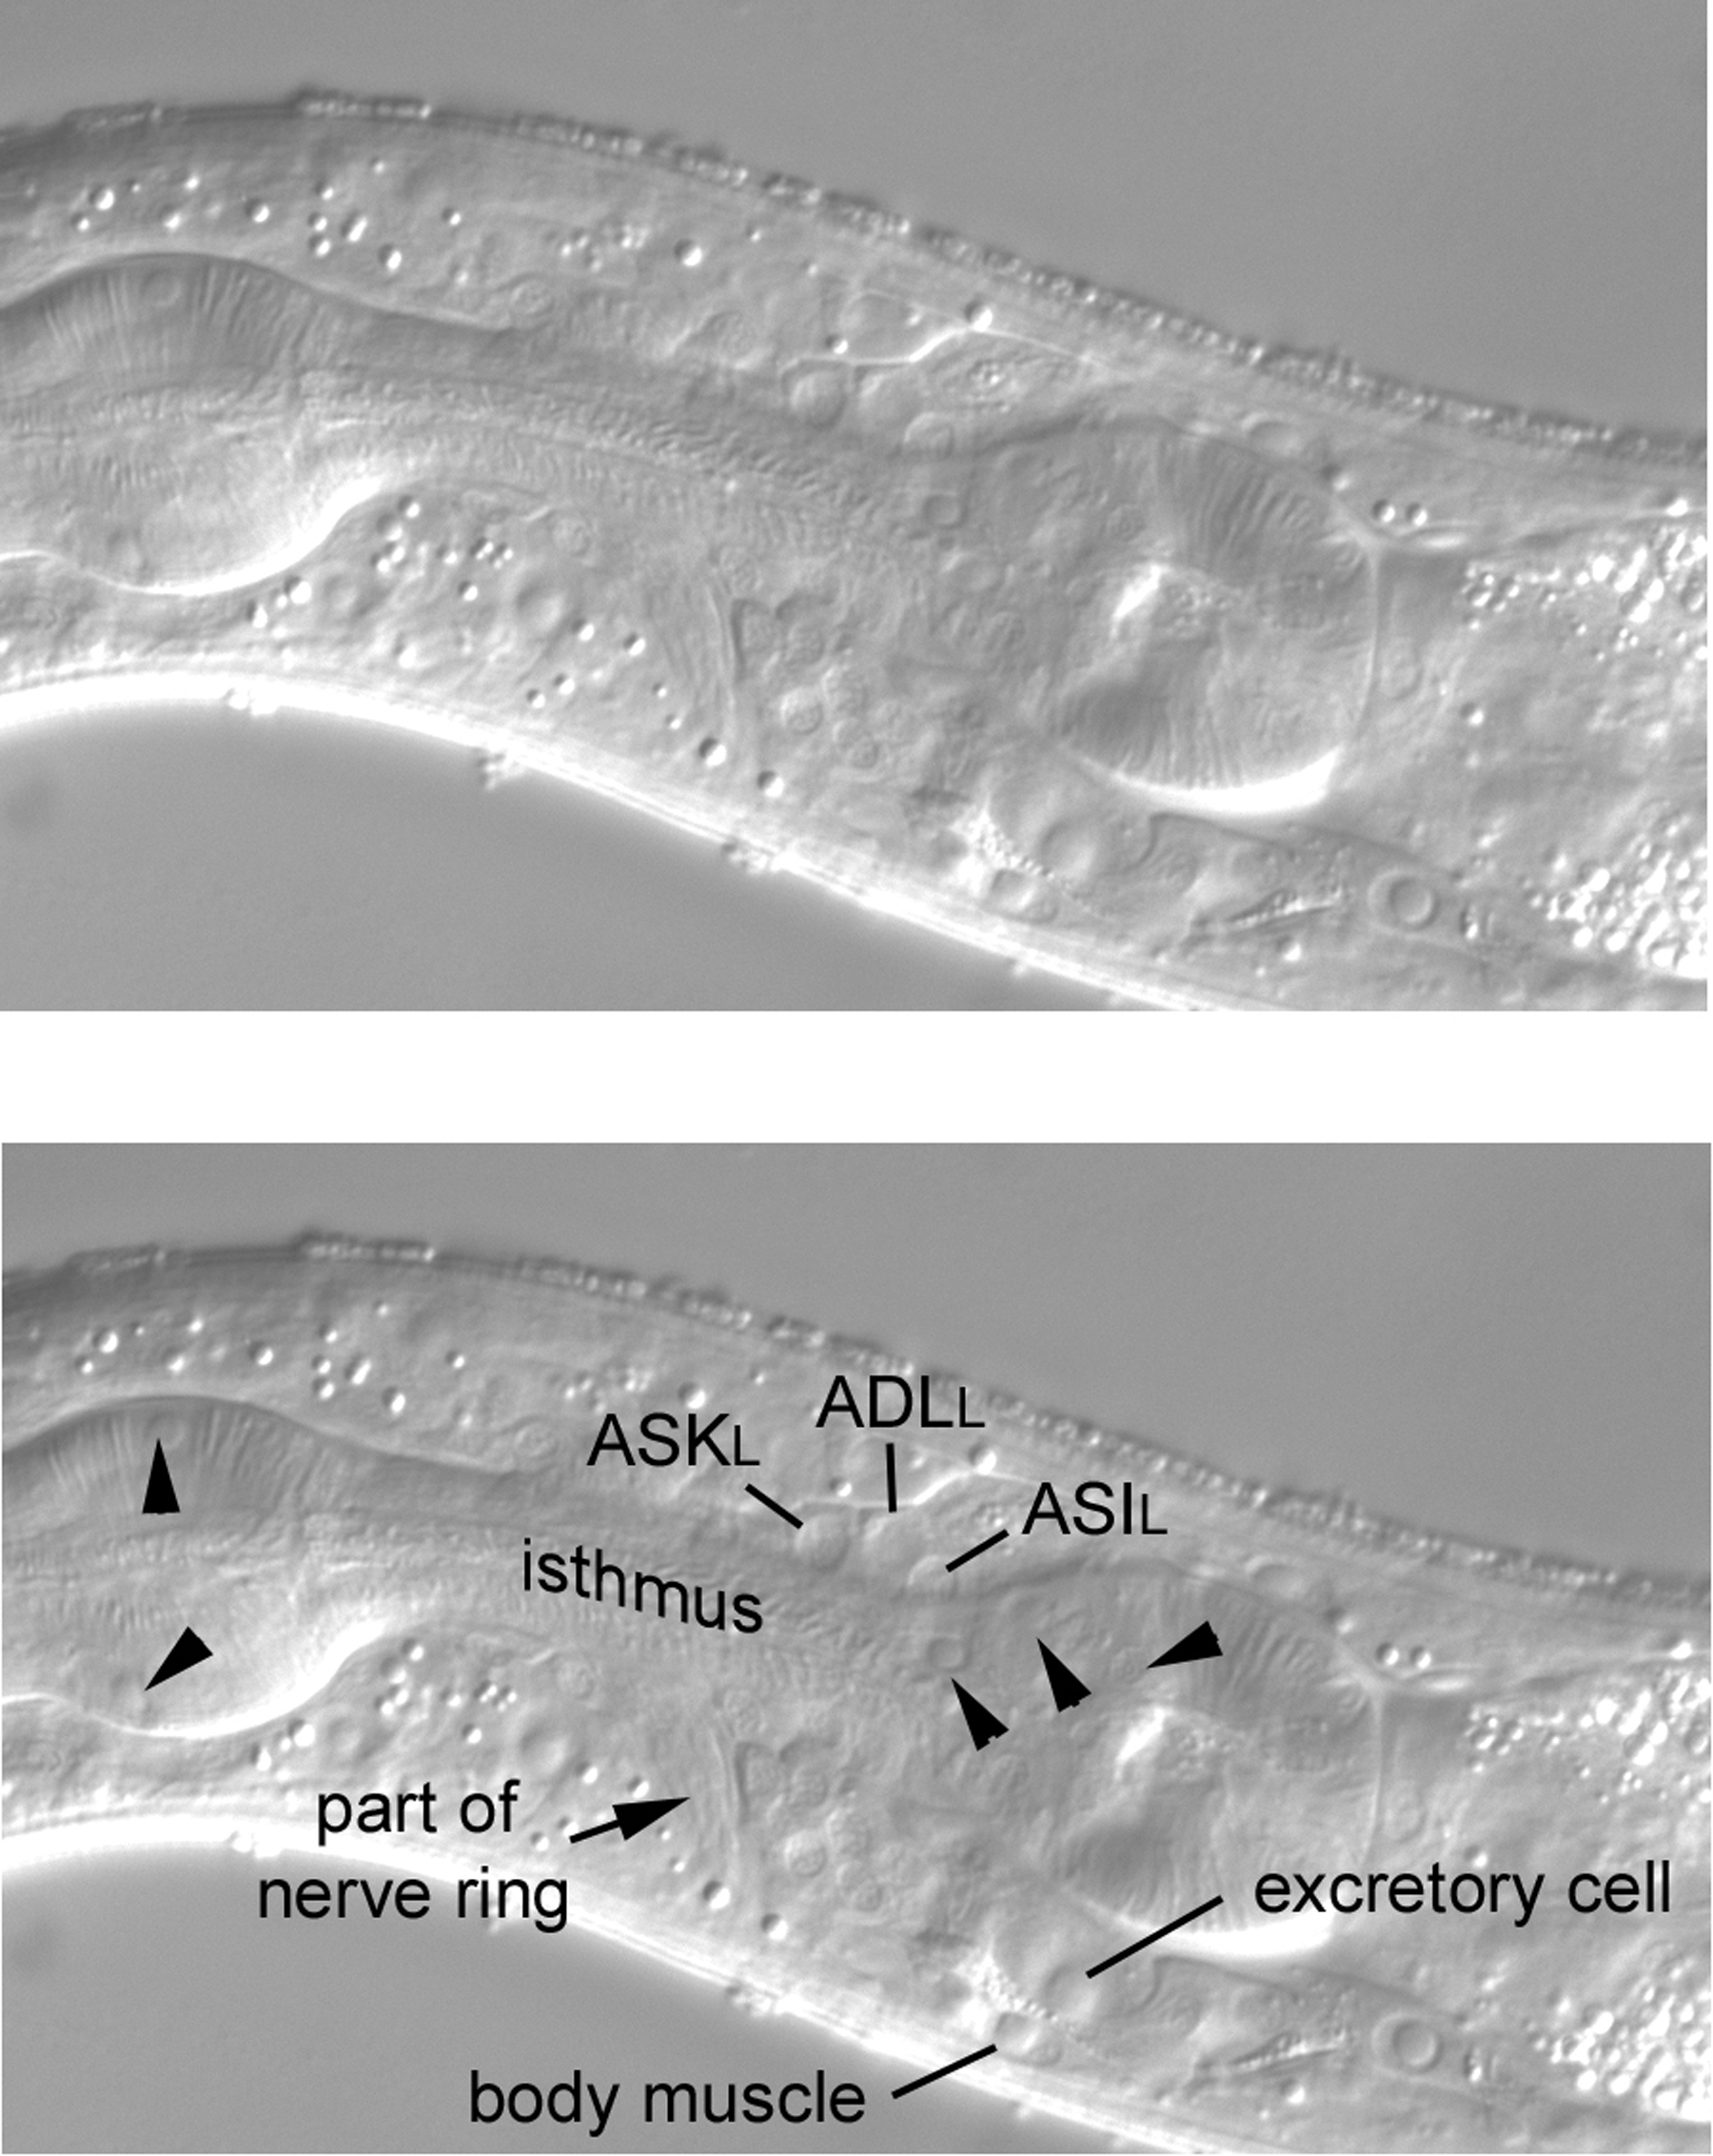 ADLL
ASKL
ASIL
isthmus
part of
nerve ring
excretory cell
body muscle